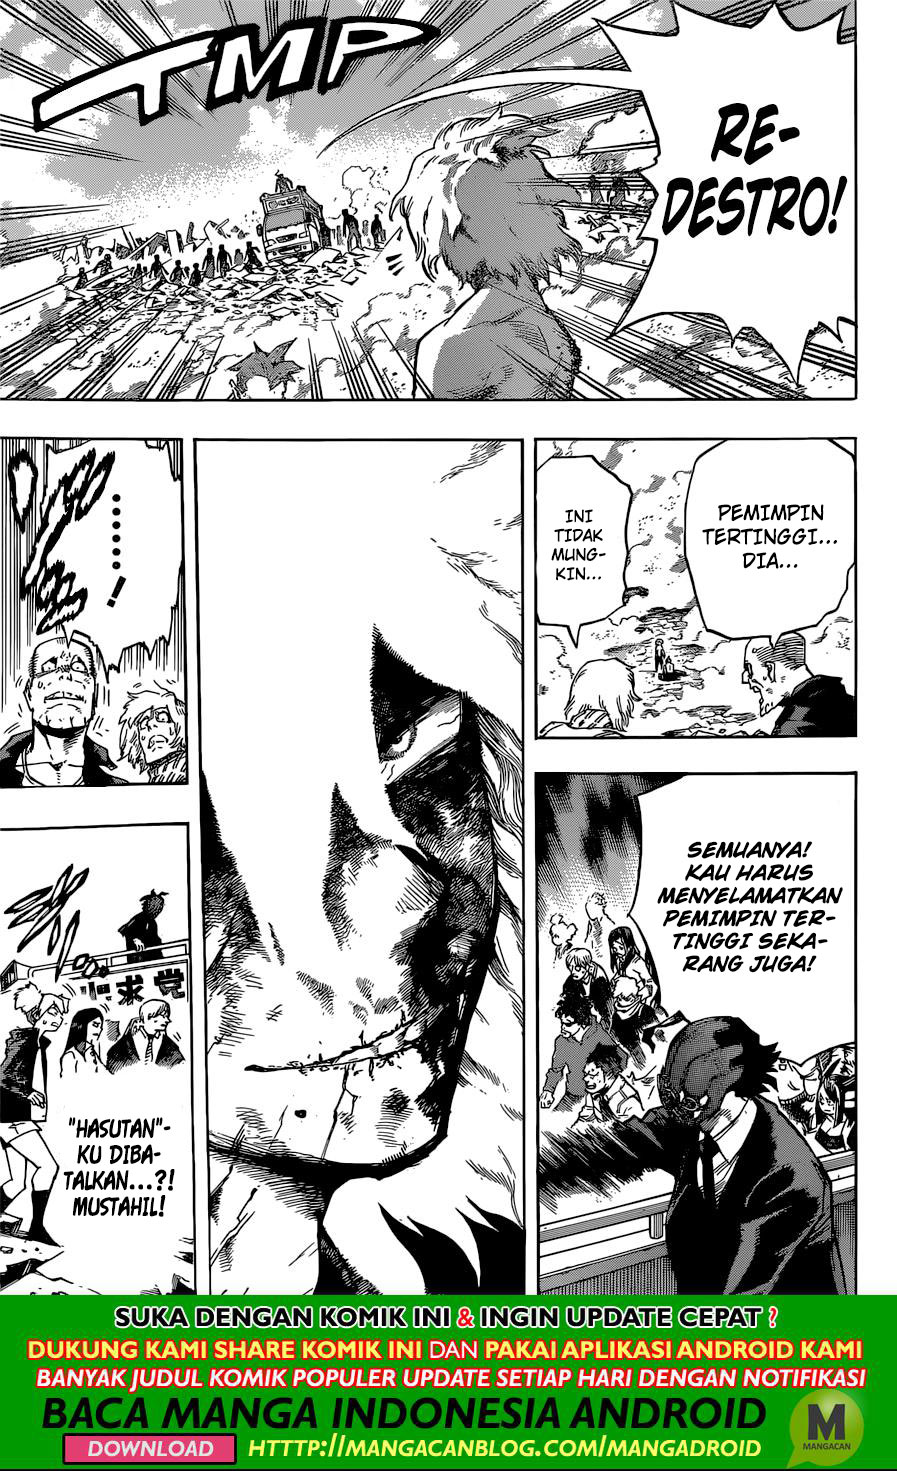 TMP
RE-
DESTRO!
PEMIMPIN
TERTINGGI...
DIA...
INI
TIDAK
MUNG-
KIN...
......!
SEMUANYA!
KAU HARUS
MENYELAMATKAN
PEMIMPIN TER-
TINGGI SEKA-
RANG JUGA!
求党
"HASUTAN"-
KU DIBA-
TALKAN...?!
MUSTAHIL!
SUKA DENGAN KOMIK INI & INGIN UPDATE CEPAT ?
DUKUNG KAMI SHARE KOMIK INI DAN PAKAI APLIKASI ANDROID KAMI
BANYAK JUDUL KOMIK POPULER UPDATE SETIAP HARI DENGAN NOTIFIKASI
BACA MANGA INDONESIA ANDROID
DOWNLOAD
HTTTP://MANGACANBLOG.COM/MANGADROID
M
MANGACAN